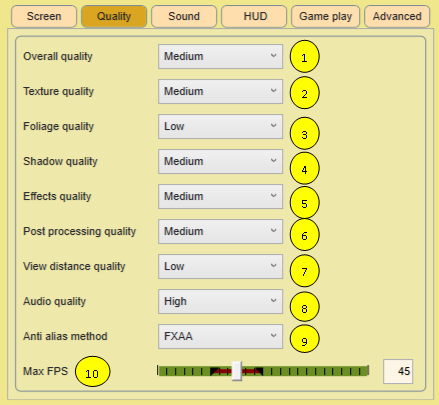 Screen Quality Sound HUD Game play Advanced
Overall quality Medium 1
Texture quality Medium 2
Foliage quality Low 3
Shadow quality Medium 4
Effects quality Medium 5
Post processing quality Medium 6
View distance quality Low 7
Audio quality High 8
Anti alias method FXAA 9
Max FPS 10 45